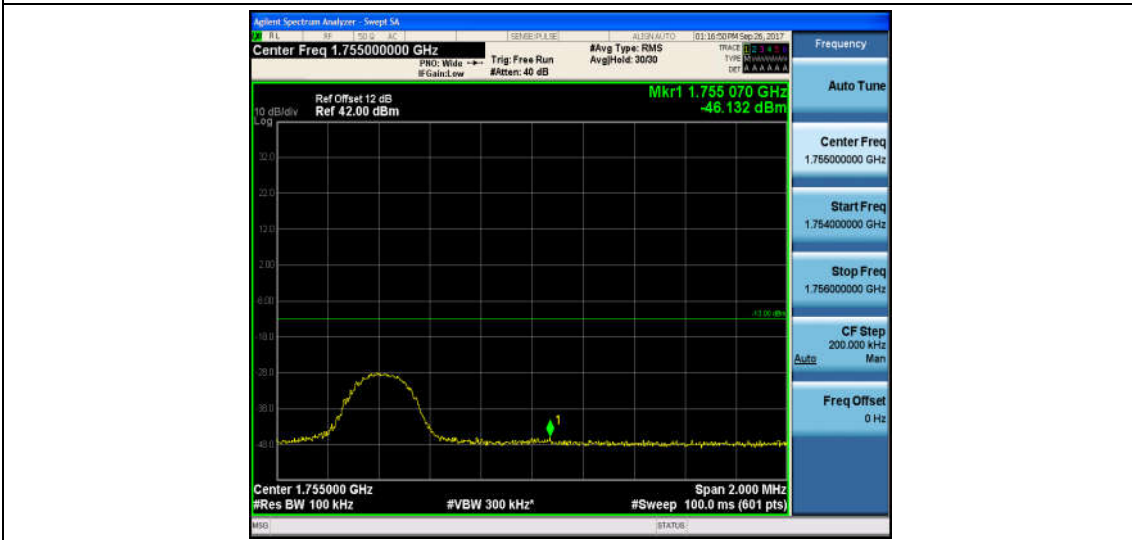 Agilent Spectrum Analyzer - Swept SA
RL RF 50 Ω AC SENSE:PULSE ALIGN AUTO 01:16:50 PM Sep 26, 2017
Center Freq 1.755000000 GHz
PNO: Wide
IFGain:Low
Trig: Free Run
#Atten: 40 dB
#Avg Type: RMS
Avg|Hold: 30/30
TRACE 1 2 3 4 5 6
TYPE M
DET A A A A A A
Mkr1 1.755 070 GHz
-46.132 dBm
Ref Offset 12 dB
10 dB/div Ref 42.00 dBm
Log
32.0
22.0
12.0
2.00
-8.00
-13.00 dBm
-18.0
-28.0
-38.0
-48.0
1
Center 1.755000 GHz Span 2.000 MHz
#Res BW 100 kHz #VBW 300 kHz* #Sweep 100.0 ms (601 pts)
MSG STATUS
Frequency
Auto Tune
Center Freq
1.755000000 GHz
Start Freq
1.754000000 GHz
Stop Freq
1.756000000 GHz
CF Step
200.000 kHz
Auto Man
Freq Offset
0 Hz